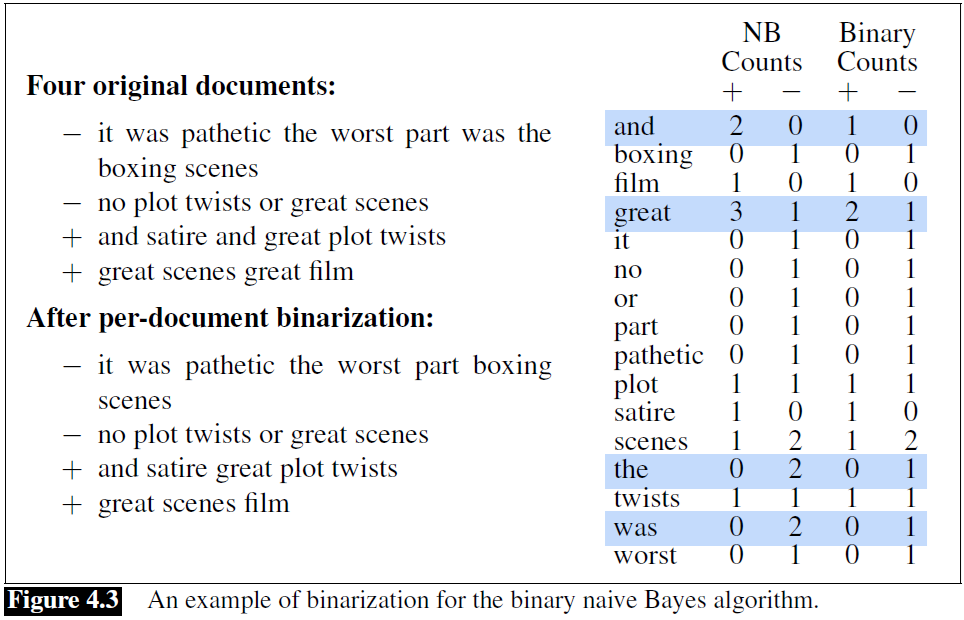 Four original documents:
− it was pathetic the worst part was the
boxing scenes
− no plot twists or great scenes
+ and satire and great plot twists
+ great scenes great film
After per-document binarization:
− it was pathetic the worst part boxing
scenes
− no plot twists or great scenes
+ and satire great plot twists
+ great scenes film
NB Binary
Counts Counts
+ − + −
and 2 0 1 0
boxing 0 1 0 1
film 1 0 1 0
great 3 1 2 1
it 0 1 0 1
no 0 1 0 1
or 0 1 0 1
part 0 1 0 1
pathetic 0 1 0 1
plot 1 1 1 1
satire 1 0 1 0
scenes 1 2 1 2
the 0 2 0 1
twists 1 1 1 1
was 0 2 0 1
worst 0 1 0 1
Figure 4.3 An example of binarization for the binary naive Bayes algorithm.